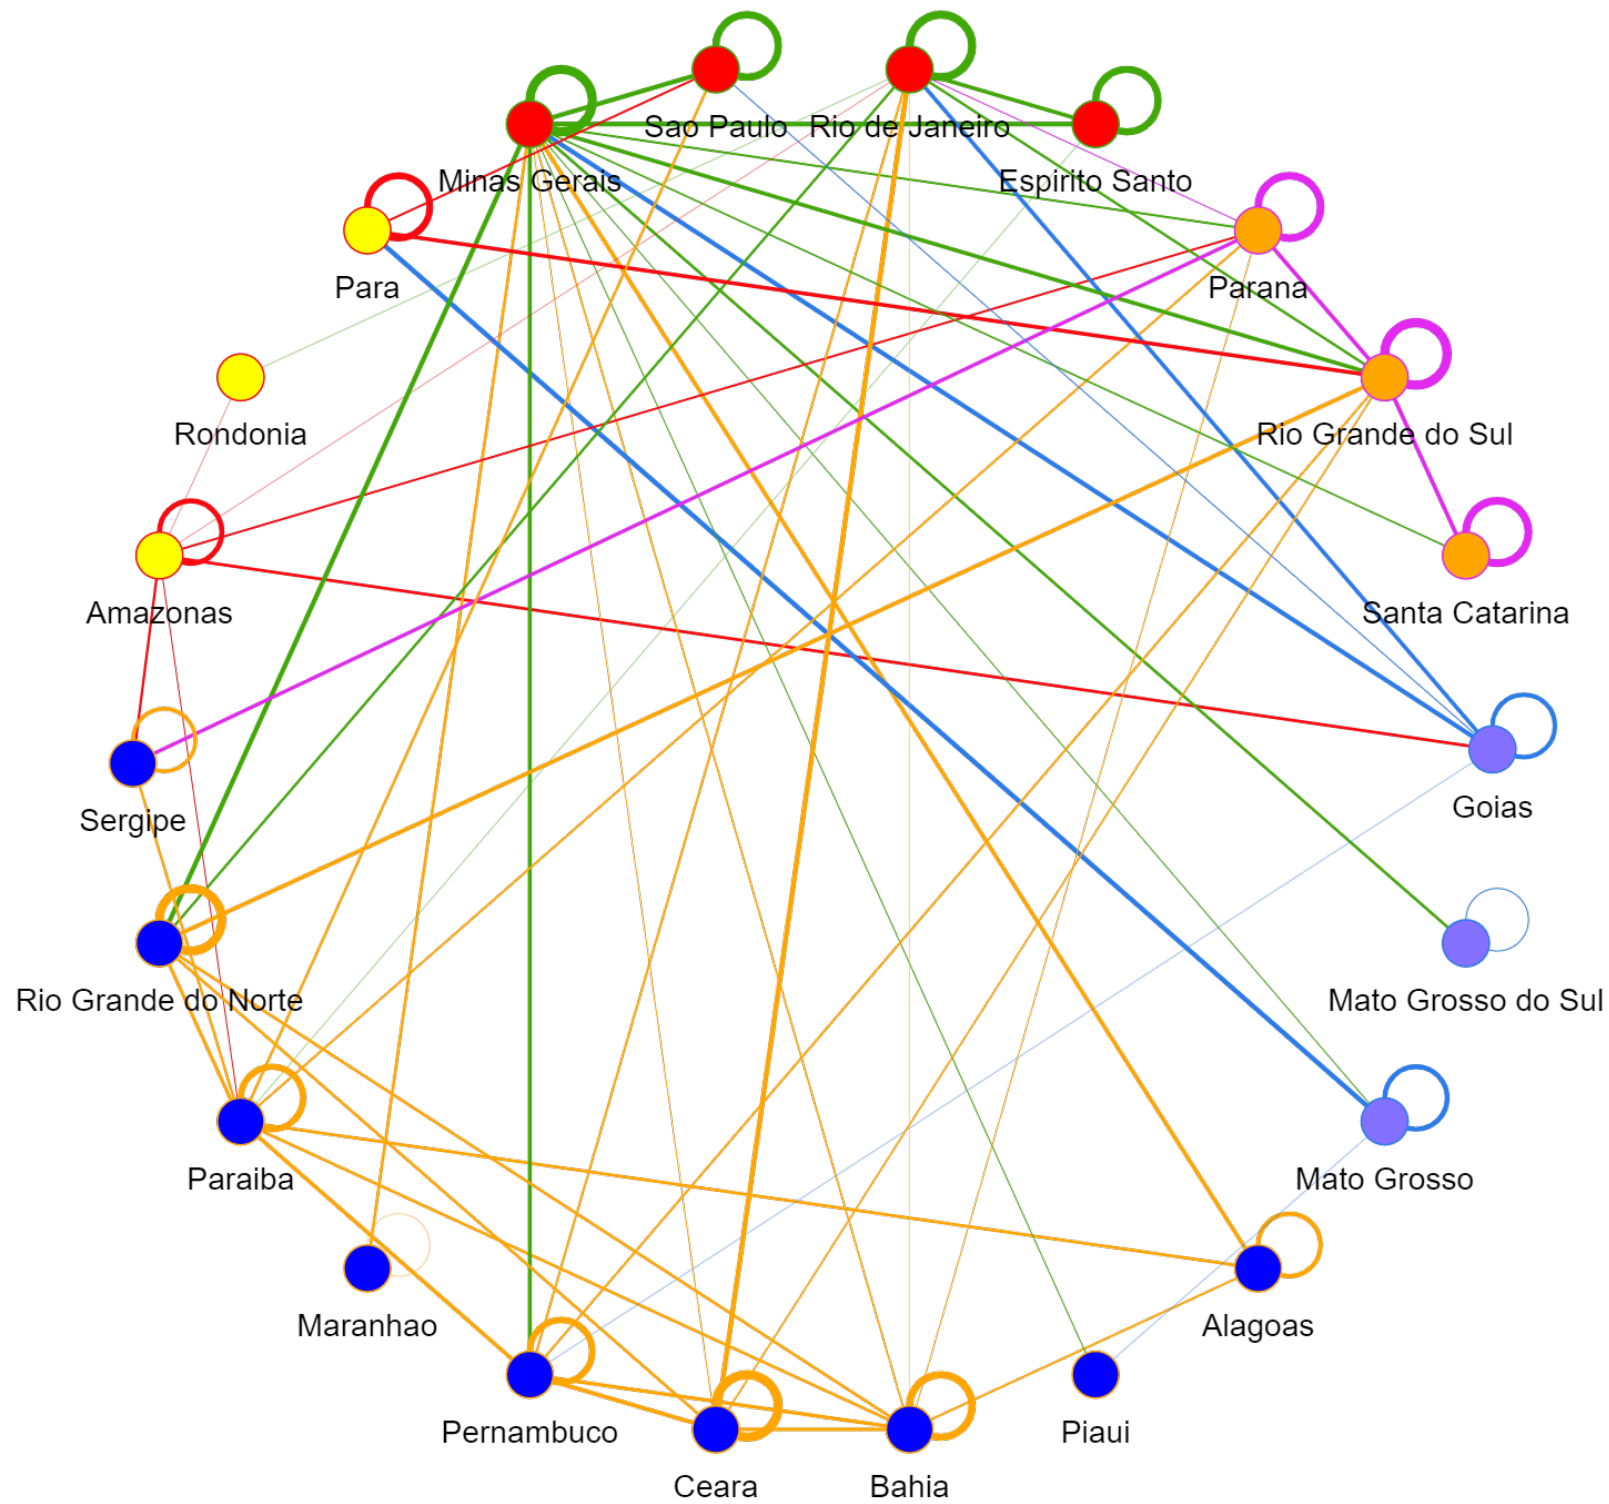 Sao Paulo
Rio de Janeiro
Minas Gerais
Espirito Santo
Para
Parana
Rondonia
Rio Grande do Sul
Amazonas
Santa Catarina
Sergipe
Goias
Rio Grande do Norte
Mato Grosso do Sul
Paraiba
Mato Grosso
Maranhao
Alagoas
Pernambuco
Piaui
Ceara
Bahia